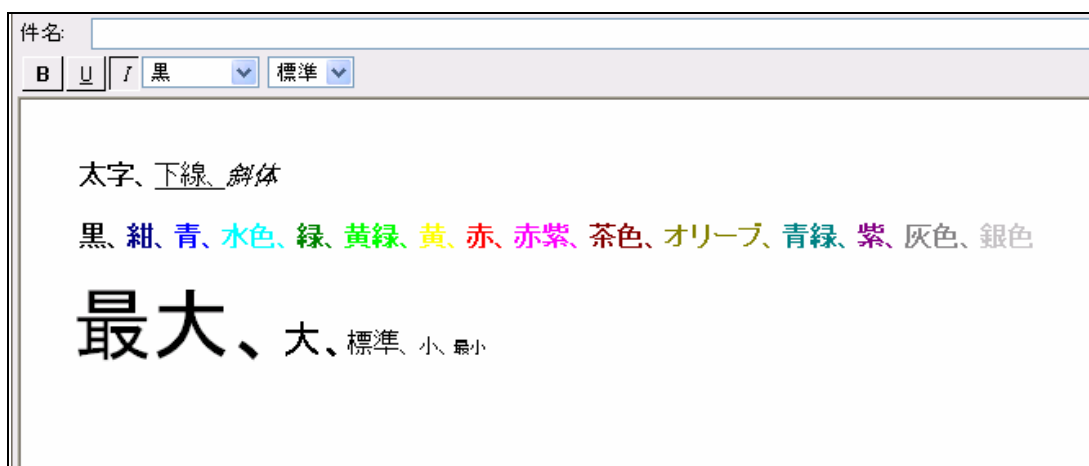 件名:
B U I 黒 標準
太字、下線、斜体
黒、紺、青、水色、緑、黄緑、黄、赤、赤紫、茶色、オリーブ、青緑、紫、灰色、銀色
最大、大、標準、小、最小